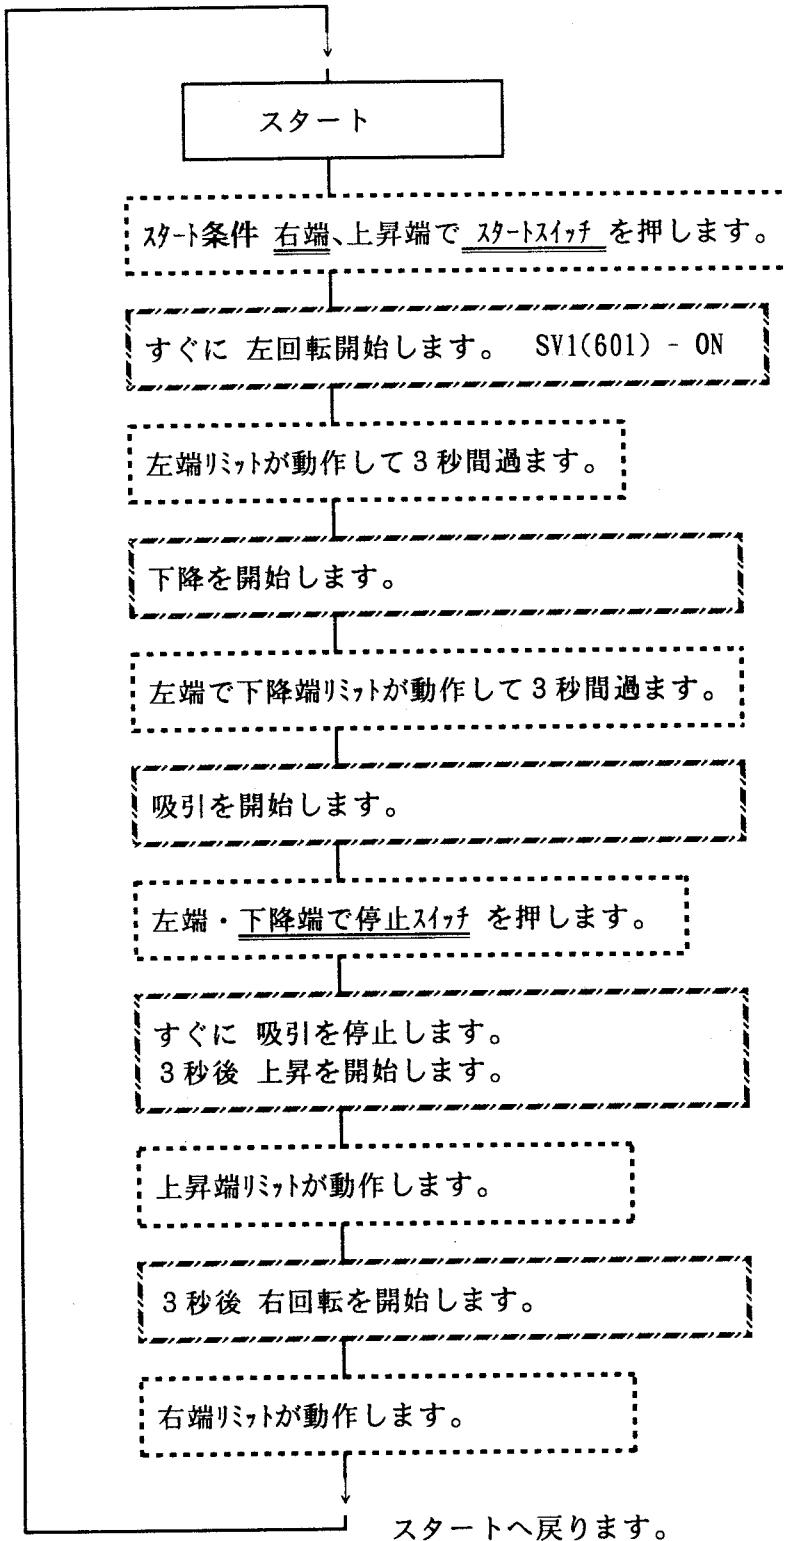 スタート
ｽﾀｰﾄ条件 右端、上昇端で ｽﾀｰﾄｽｲｯﾁ を押します。
すぐに 左回転開始します。 SV1(601) - ON
左端ﾘﾐｯﾄが動作して３秒間過ます。
下降を開始します。
左端で下降端ﾘﾐｯﾄが動作して３秒間過ます。
吸引を開始します。
左端・下降端で停止ｽｲｯﾁ を押します。
すぐに 吸引を停止します。
３秒後 上昇を開始します。
上昇端ﾘﾐｯﾄが動作します。
３秒後 右回転を開始します。
右端ﾘﾐｯﾄが動作します。
スタートへ戻ります。